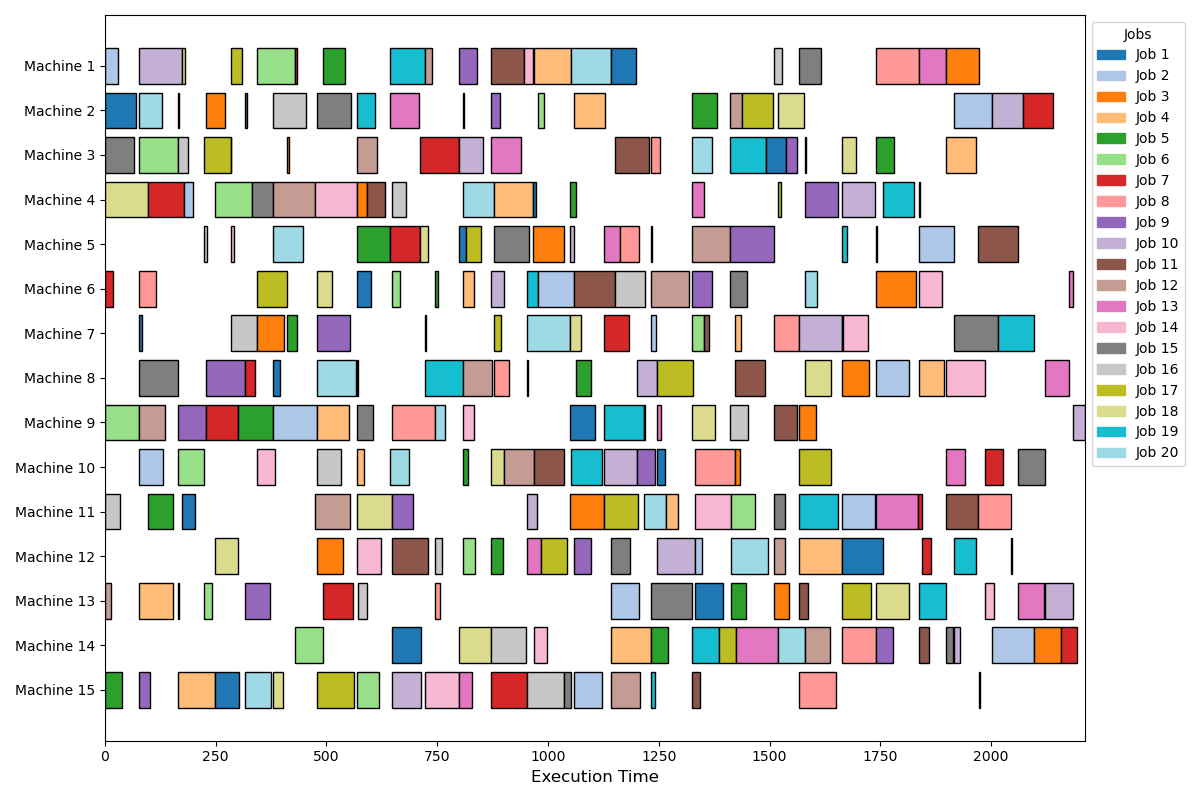 Machine 1
Machine 2
Machine 3
Machine 4
Machine 5
Machine 6
Machine 7
Machine 8
Machine 9
Machine 10
Machine 11
Machine 12
Machine 13
Machine 14
Machine 15
0 250 500 750 1000 1250 1500 1750 2000
Execution Time
Jobs
Job 1
Job 2
Job 3
Job 4
Job 5
Job 6
Job 7
Job 8
Job 9
Job 10
Job 11
Job 12
Job 13
Job 14
Job 15
Job 16
Job 17
Job 18
Job 19
Job 20